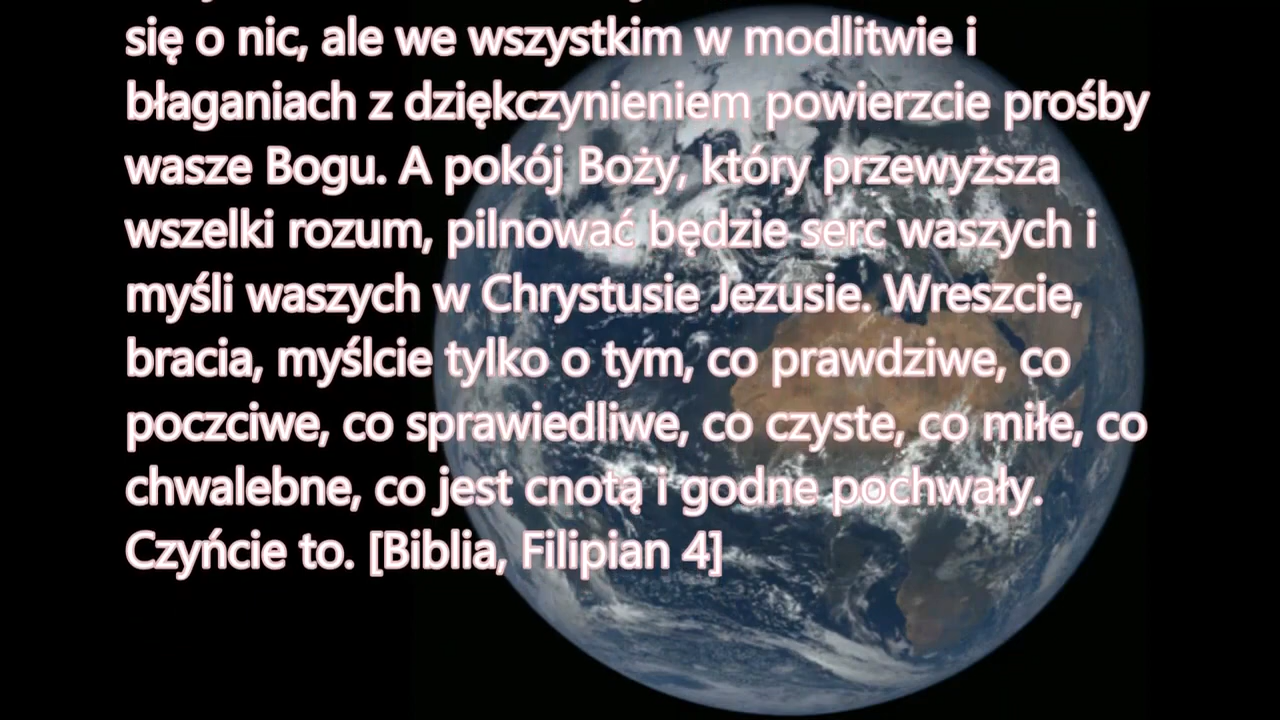 się o nic, ale we wszystkim w modlitwie i
błaganiach z dziękczynieniem powierzcie prośby
wasze Bogu. A pokój Boży, który przewyższa
wszelki rozum, pilnować będzie serc waszych i
myśli waszych w Chrystusie Jezusie. Wreszcie,
bracia, myślcie tylko o tym, co prawdziwe, co
poczciwe, co sprawiedliwe, co czyste, co miłe, co
chwalebne, co jest cnotą i godne pochwały.
Czyńcie to. [Biblia, Filipian 4]